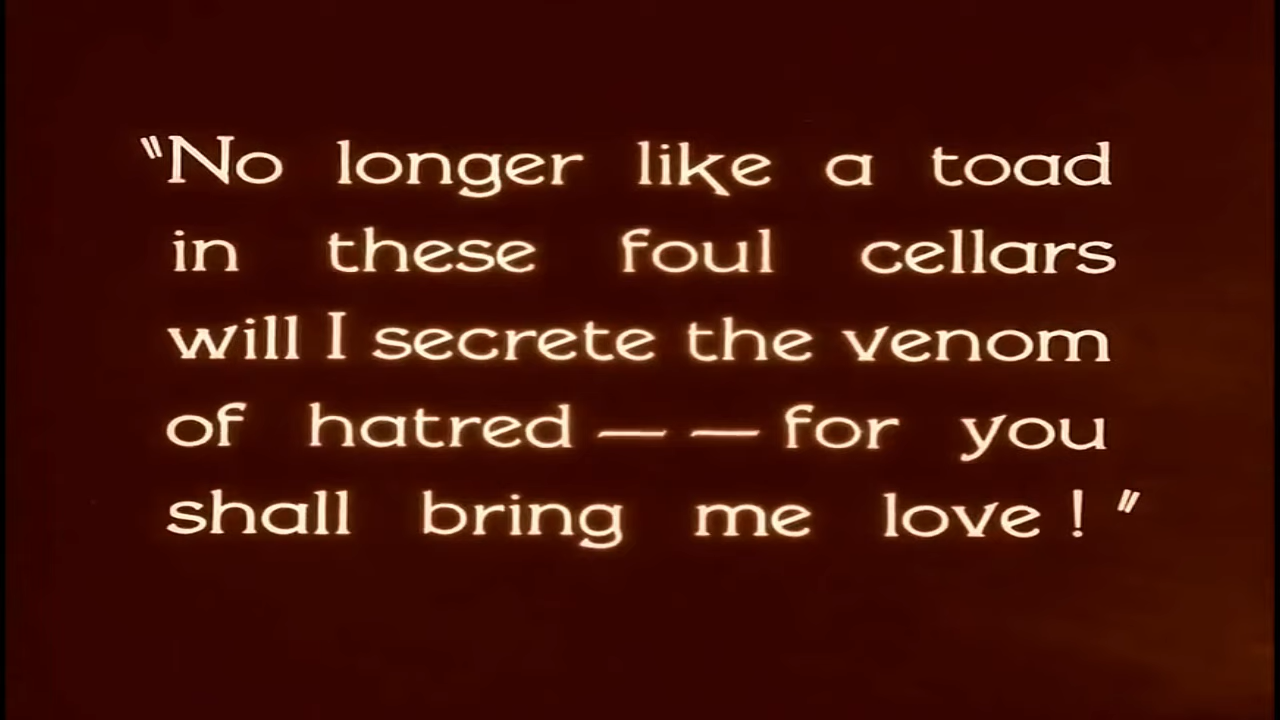 "No longer like a toad
in these foul cellars
will I secrete the venom
of hatred — — for you
shall bring me love ! "